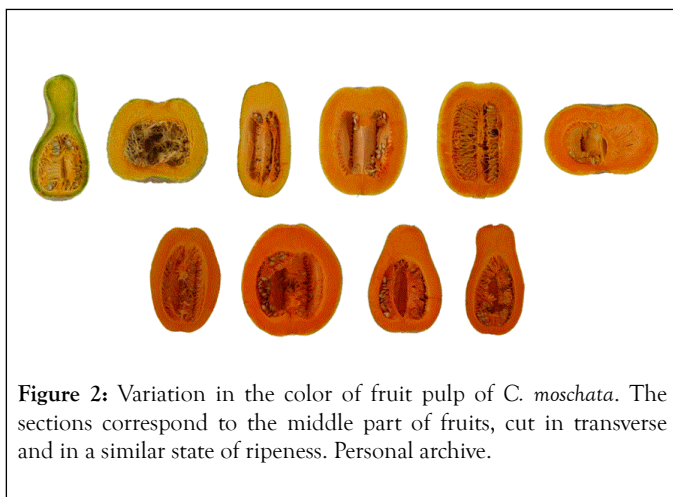 Figure 2: Variation in the color of fruit pulp of C. moschata. The
sections correspond to the middle part of fruits, cut in transverse
and in a similar state of ripeness. Personal archive.